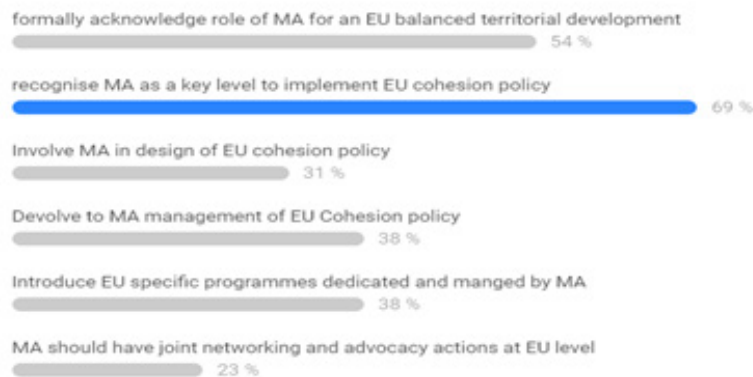 formally acknowledge role of MA for an EU balanced territorial development
54 %
recognise MA as a key level to implement EU cohesion policy
69 %
Involve MA in design of EU cohesion policy
31 %
Devolve to MA management of EU Cohesion policy
38 %
Introduce EU specific programmes dedicated and manged by MA
38 %
MA should have joint networking and advocacy actions at EU level
23 %